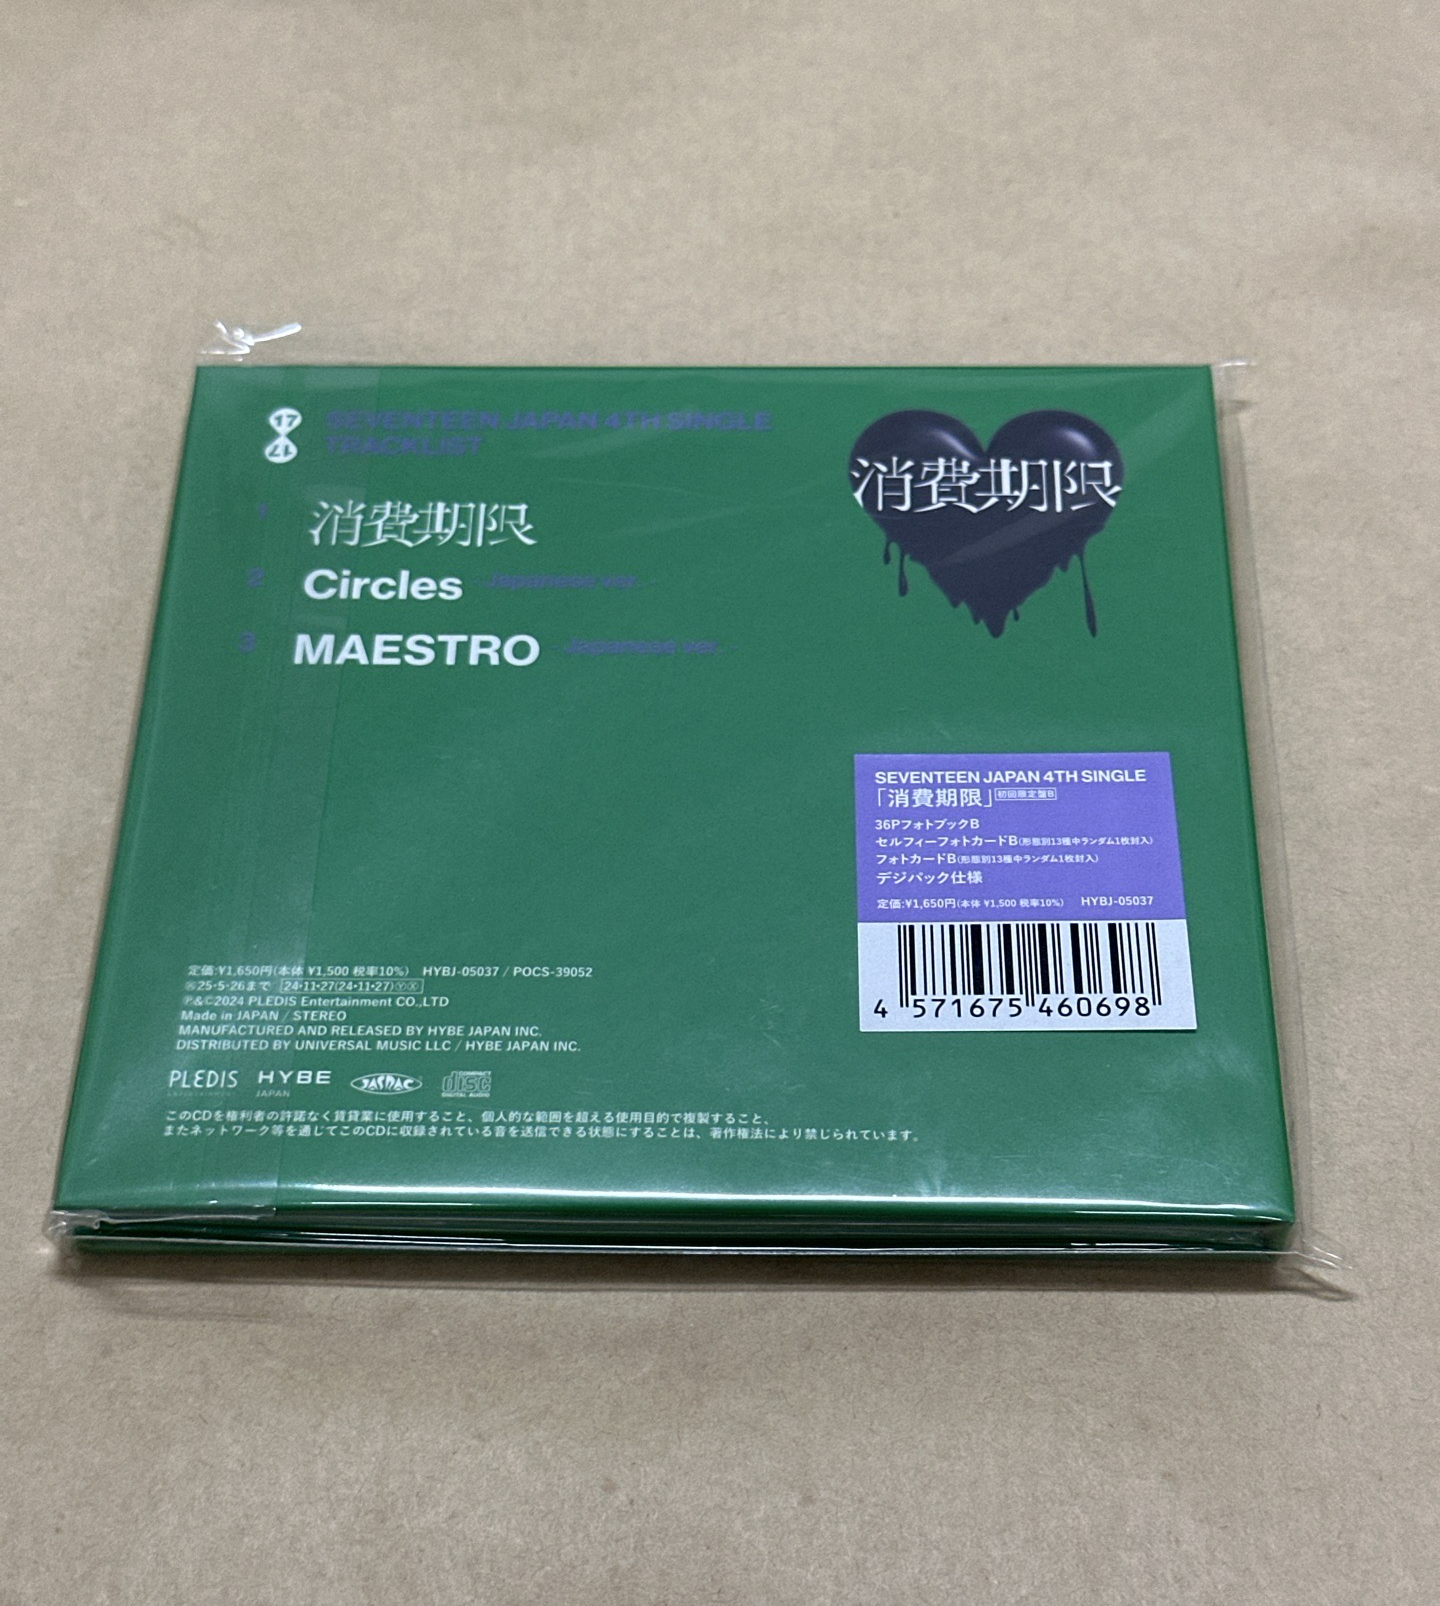 17
17
SEVENTEEN JAPAN 4TH SINGLE
TRACKLIST
1 消費期限
2 Circles -Japanese ver.-
3 MAESTRO -Japanese ver.-
消費期限
SEVENTEEN JAPAN 4TH SINGLE
「消費期限」初回限定盤B
36PフォトブックB
セルフィーフォトカードB(形態別13種中ランダム1枚封入)
フォトカードB(形態別13種中ランダム1枚封入)
デジパック仕様
定価:¥1,650円(本体 ¥1,500 税率10%) HYBJ-05037
4 571675 460698
定価:¥1,650円(本体 ¥1,500 税率10%) HYBJ-05037 / POCS-39052
25·5·26まで 24·11·27(24·11·27)ⓎⓍ
Ⓟ&©2024 PLEDIS Entertainment CO.,LTD
Made in JAPAN / STEREO
MANUFACTURED AND RELEASED BY HYBE JAPAN INC.
DISTRIBUTED BY UNIVERSAL MUSIC LLC / HYBE JAPAN INC.
PLEDIS ENTERTAINMENT HYBE JAPAN JASRAC COMPACT disc DIGITAL AUDIO
このCDを権利者の許諾なく賃貸業に使用すること、個人的な範囲を超える使用目的で複製すること、
またネットワーク等を通じてこのCDに収録されている音を送信できる状態にすることは、著作権法により禁じられています。